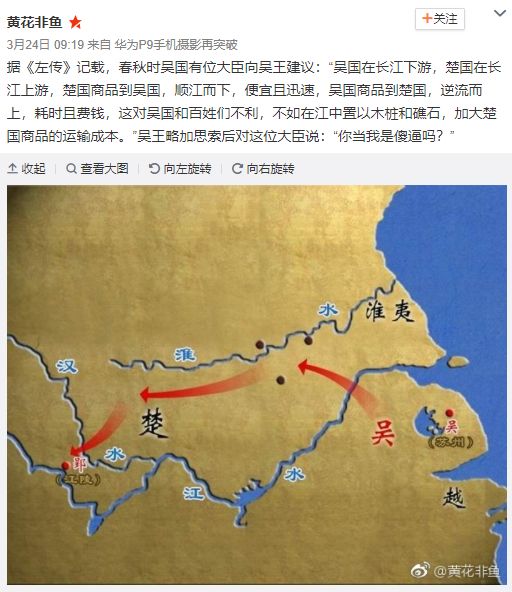 黄花非鱼
+关注
3月24日 09:19 来自 华为P9手机摄影再突破
据《左传》记载，春秋时吴国有位大臣向吴王建议：“吴国在长江下游，楚国在长
江上游，楚国商品到吴国，顺江而下，便宜且迅速，吴国商品到楚国，逆流而
上，耗时且费钱，这对吴国和百姓们不利，不如在江中置以木桩和礁石，加大楚
国商品的运输成本。”吴王略加思索后对这位大臣说：“你当我是傻逼吗？”
收起 查看大图 向左旋转 向右旋转
水
淮夷
淮
汉
楚
吴
吴
（苏州）
郢
（江陵）
水
江
水
越
@黄花非鱼